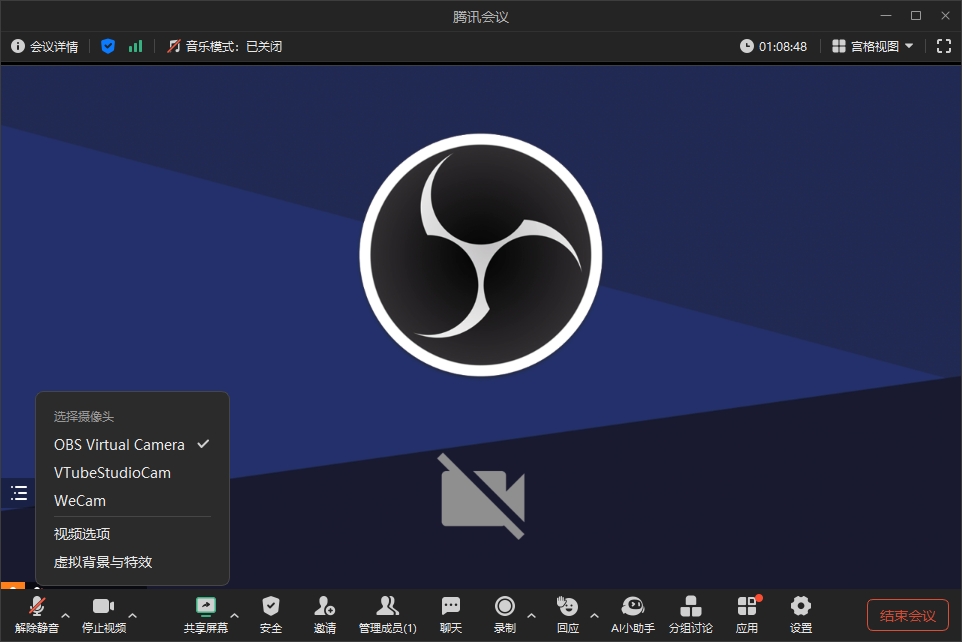 腾讯会议
会议详情
音乐模式：已关闭
01:08:48
宫格视图
选择摄像头
OBS Virtual Camera
VTubeStudioCam
WeCam
视频选项
虚拟背景与特效
解除静音
停止视频
共享屏幕
安全
邀请
管理成员(1)
聊天
录制
回应
AI小助手
分组讨论
应用
设置
结束会议